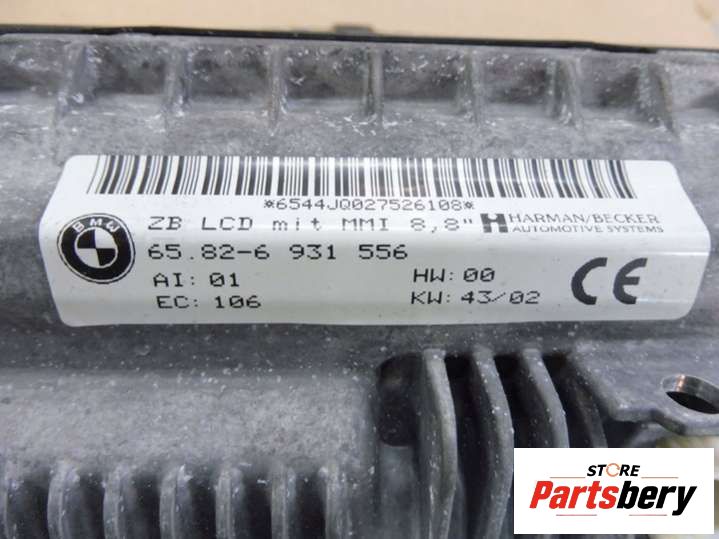 *6544JQ027526108*
ZB LCD mit MMI 8,8" HARMAN/BECKER
AUTOMOTIVE SYSTEMS
BMW
65.82-6 931 556
AI: 01 HW: 00
EC: 106 KW: 43/02
CE
STORE
Partsbery